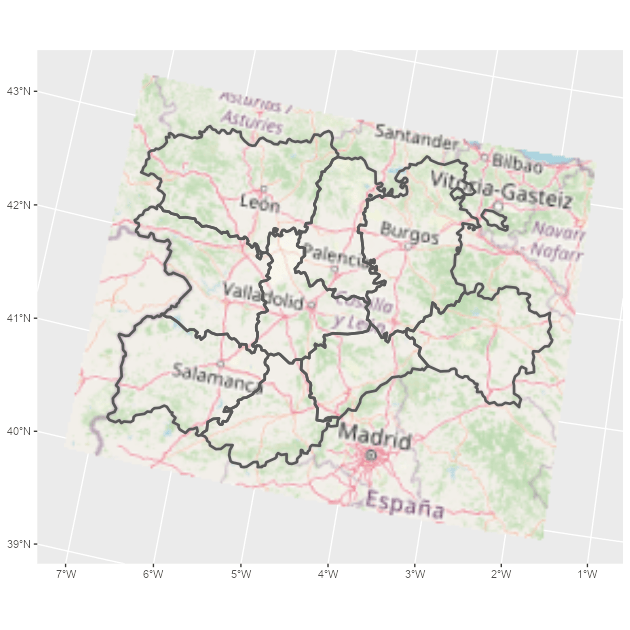 43°N
42°N
41°N
40°N
39°N
Asturias /
Asturies
Santander
Bilbao
Vitoria-Gasteiz
León
Burgos
Navarr
- Nafarr
Palencia
Valladolid
Castilla
y León
Salamanca
Madrid
España
7°W
6°W
5°W
4°W
3°W
2°W
1°W